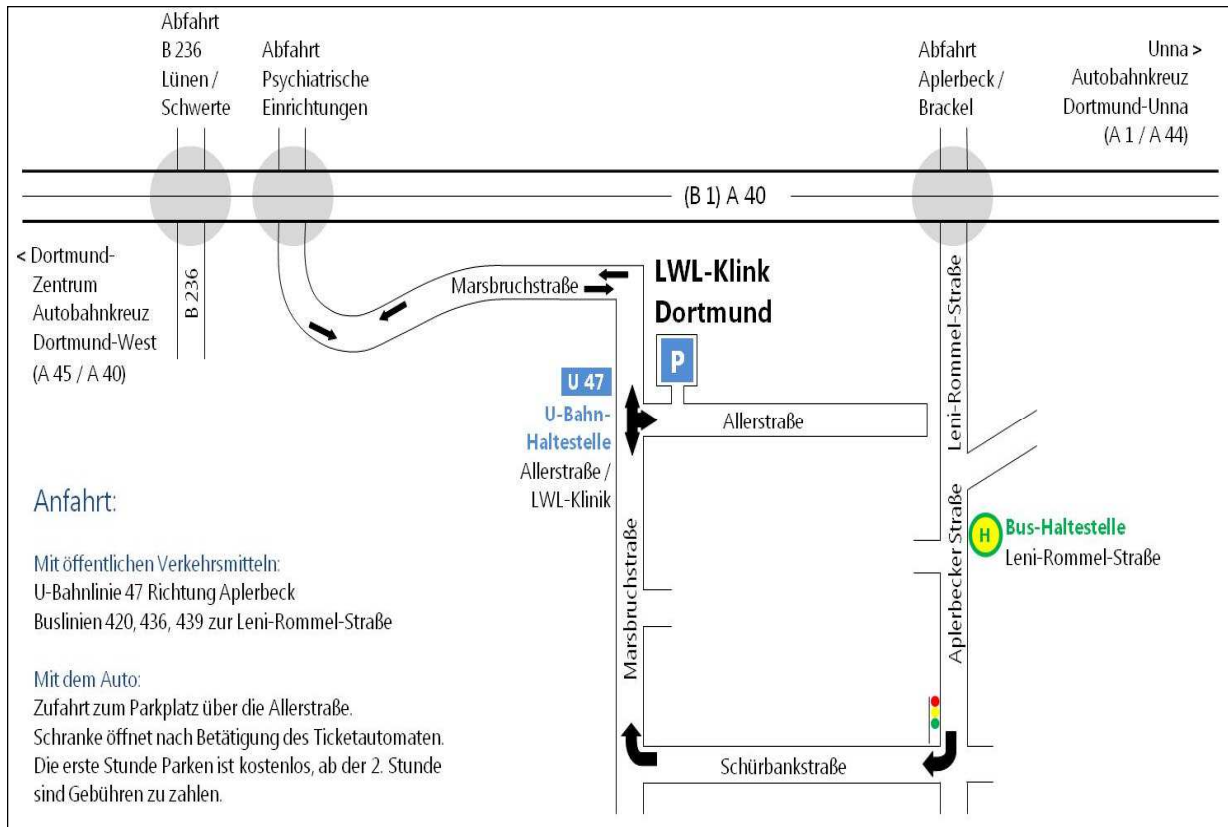 Abfahrt
B 236
Lünen /
Schwerte
Abfahrt
Psychiatrische
Einrichtungen
Abfahrt
Aplerbeck /
Brackel
Unna >
Autobahnkreuz
Dortmund-Unna
(A 1 / A 44)
(B 1) A 40
< Dortmund-
Zentrum
Autobahnkreuz
Dortmund-West
(A 45 / A 40)
B 236
Marsbruchstraße
LWL-Klink
Dortmund
P
U 47
U-Bahn-
Haltestelle
Allerstraße /
LWL-Klinik
Allerstraße
Leni-Rommel-Straße
Aplerbecker Straße
H
Bus-Haltestelle
Leni-Rommel-Straße
Marsbruchstraße
Schürbankstraße
Anfahrt:
Mit öffentlichen Verkehrsmitteln:
U-Bahnlinie 47 Richtung Aplerbeck
Buslinien 420, 436, 439 zur Leni-Rommel-Straße
Mit dem Auto:
Zufahrt zum Parkplatz über die Allerstraße.
Schranke öffnet nach Betätigung des Ticketautomaten.
Die erste Stunde Parken ist kostenlos, ab der 2. Stunde
sind Gebühren zu zahlen.